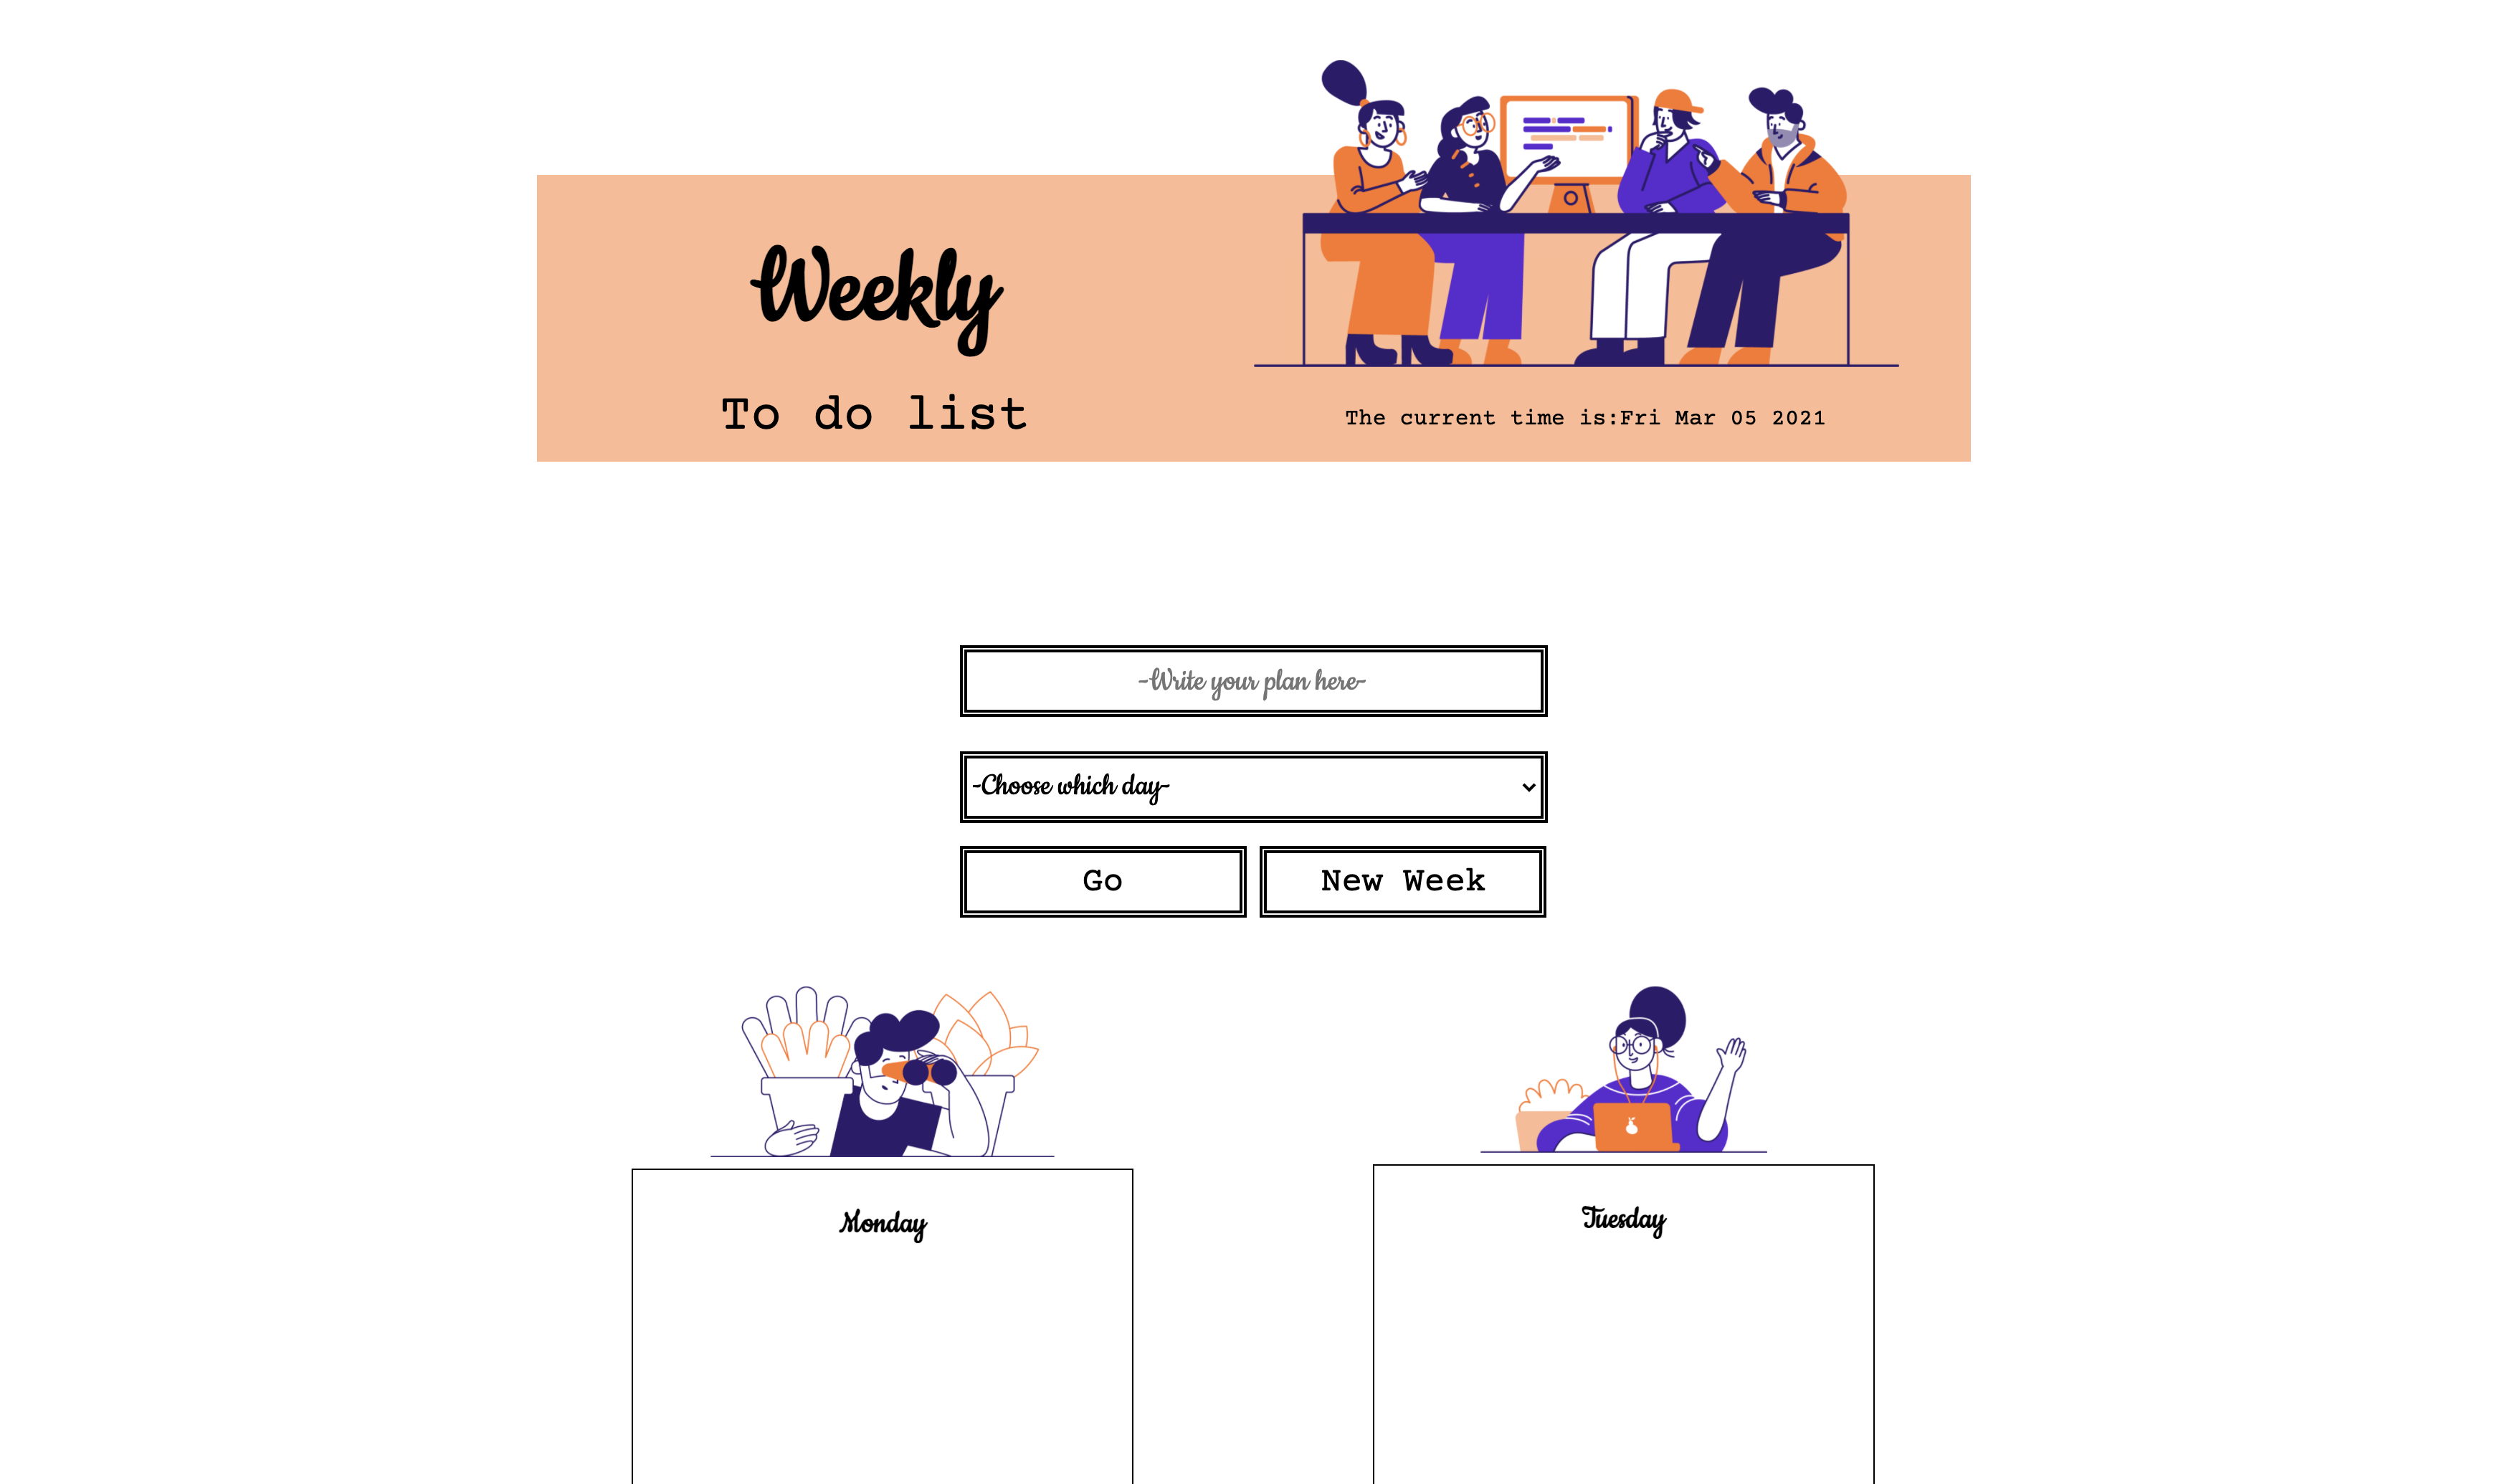 Weekly
To do list
The current time is:Fri Mar 05 2021
-Write your plan here-
-Choose which day-
Go
New Week
Monday
Tuesday